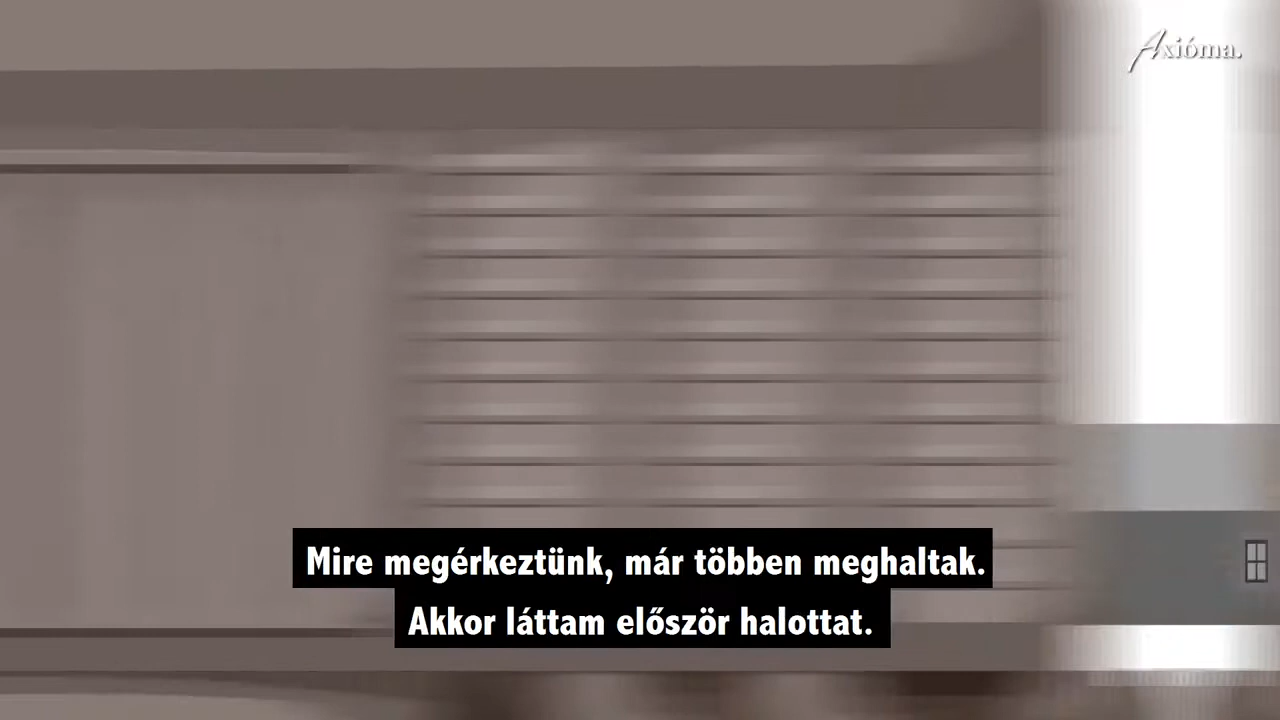 Axióma.
Mire megérkeztünk, már többen meghaltak.
Akkor láttam először halottat.